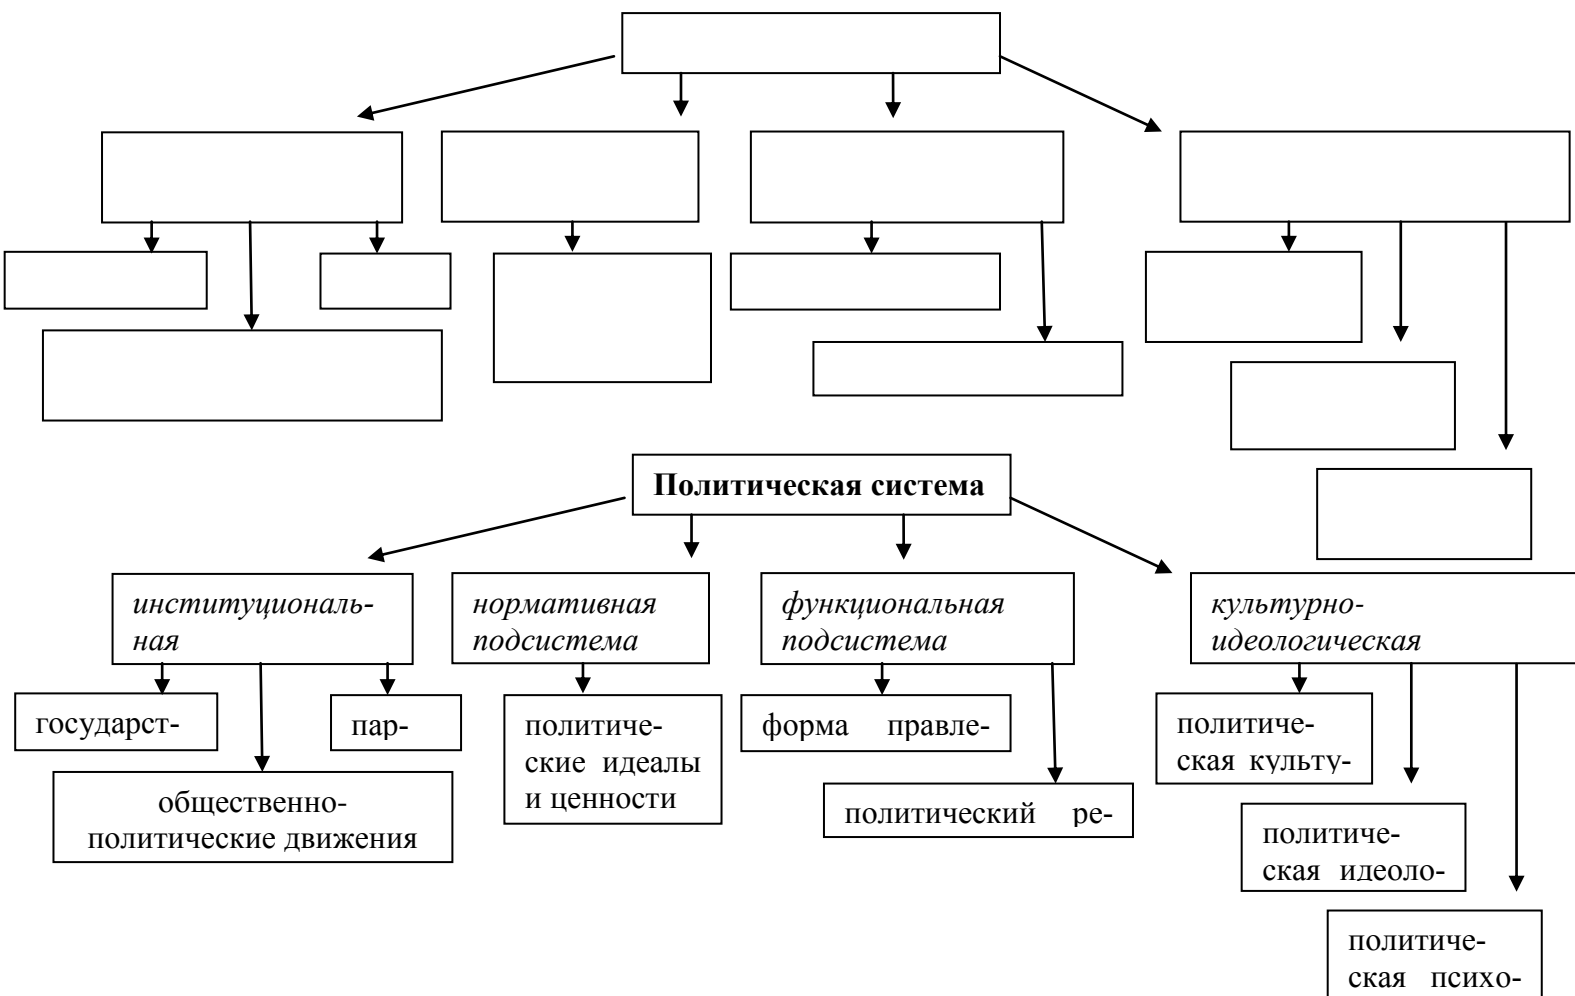 Политическая система
институциональ-
ная
нормативная
подсистема
функциональная
подсистема
культурно-
идеологическая
государст-
пар-
политиче-
ские идеалы
и ценности
форма правле-
политиче-
ская культу-
общественно-
политические движения
политический ре-
политиче-
ская идеоло-
политиче-
ская психо-